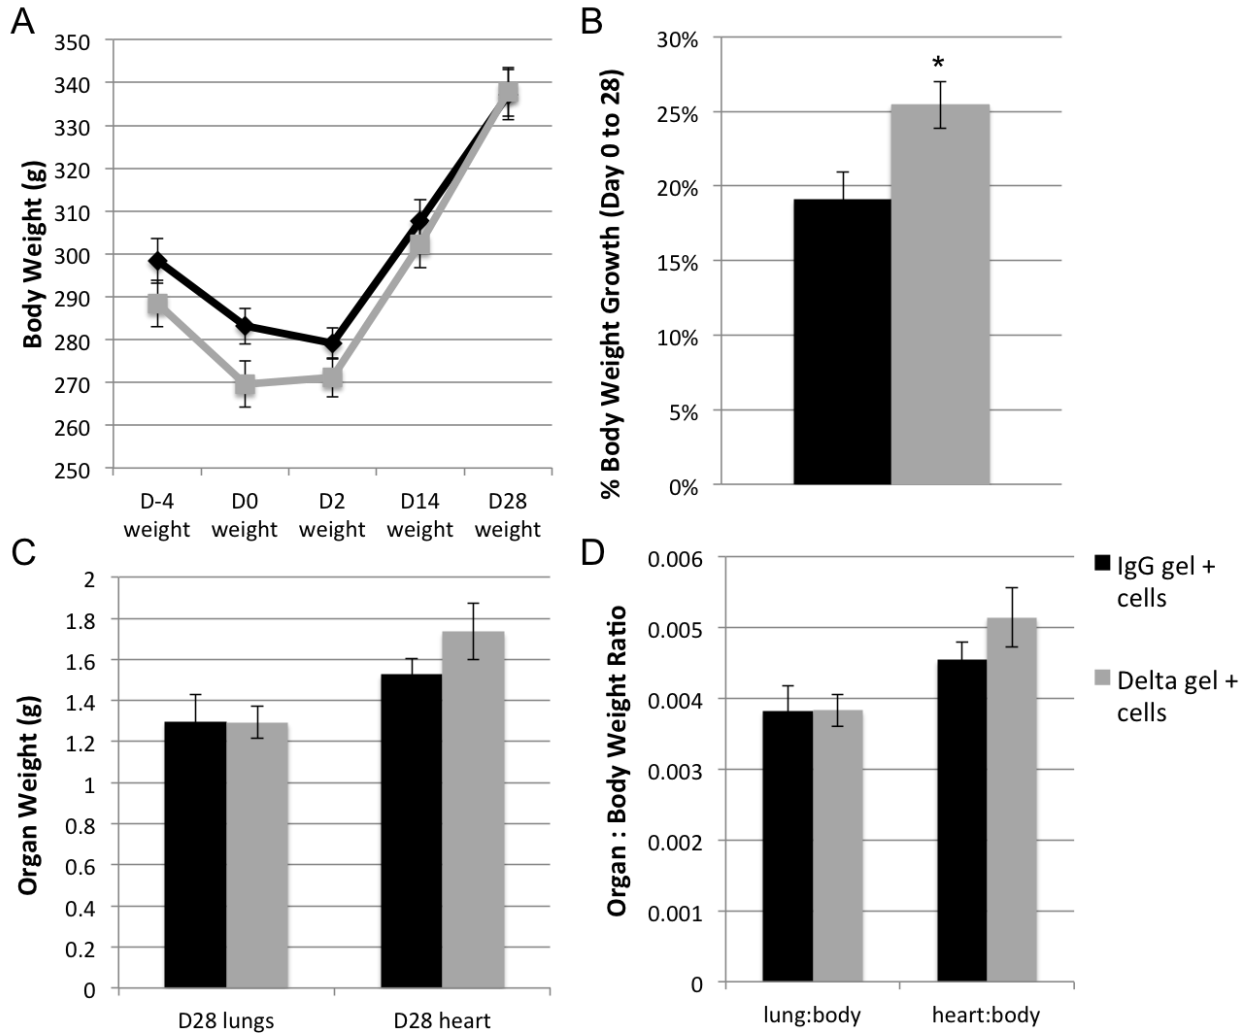 A
350
340
330
320
310
300
290
280
270
260
250
Body Weight (g)
D-4 D0 D2 D14 D28
weight weight weight weight weight
B
30%
25%
20%
15%
10%
5%
0%
% Body Weight Growth (Day 0 to 28)
*
C
2
1.8
1.6
1.4
1.2
1
0.8
0.6
0.4
0.2
0
Organ Weight (g)
D28 lungs D28 heart
D
0.006
0.005
0.004
0.003
0.002
0.001
0
Organ : Body Weight Ratio
lung:body heart:body
IgG gel +
cells
Delta gel +
cells